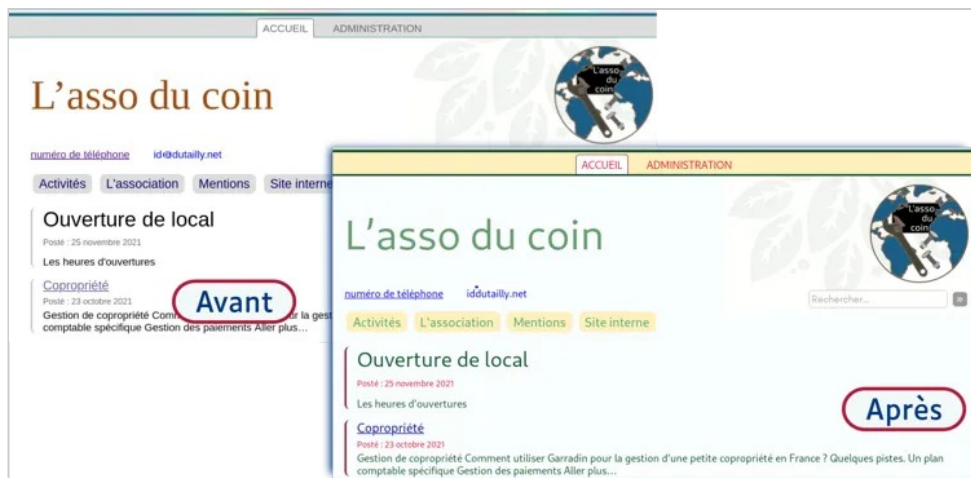 ACCUEIL ADMINISTRATION
L'asso
du
coin
L'asso du coin
numéro de téléphone id@dutailly.net
Activités L'association Mentions Site interne
Ouverture de local
Posté : 25 novembre 2021
Les heures d'ouvertures
Copropriété
Posté : 23 octobre 2021
Gestion de copropriété Comm ur la gest
comptable spécifique Gestion des paiements Aller plus…
Avant
ACCUEIL ADMINISTRATION
L'asso
du
coin
L'asso du coin
numéro de téléphone iddutailly.net
Rechercher... »
Activités L'association Mentions Site interne
Ouverture de local
Posté : 25 novembre 2021
Les heures d'ouvertures
Copropriété
Posté : 23 octobre 2021
Gestion de copropriété Comment utiliser Garradin pour la gestion d'une petite copropriété en France ? Quelques pistes. Un plan
comptable spécifique Gestion des paiements Aller plus…
Après